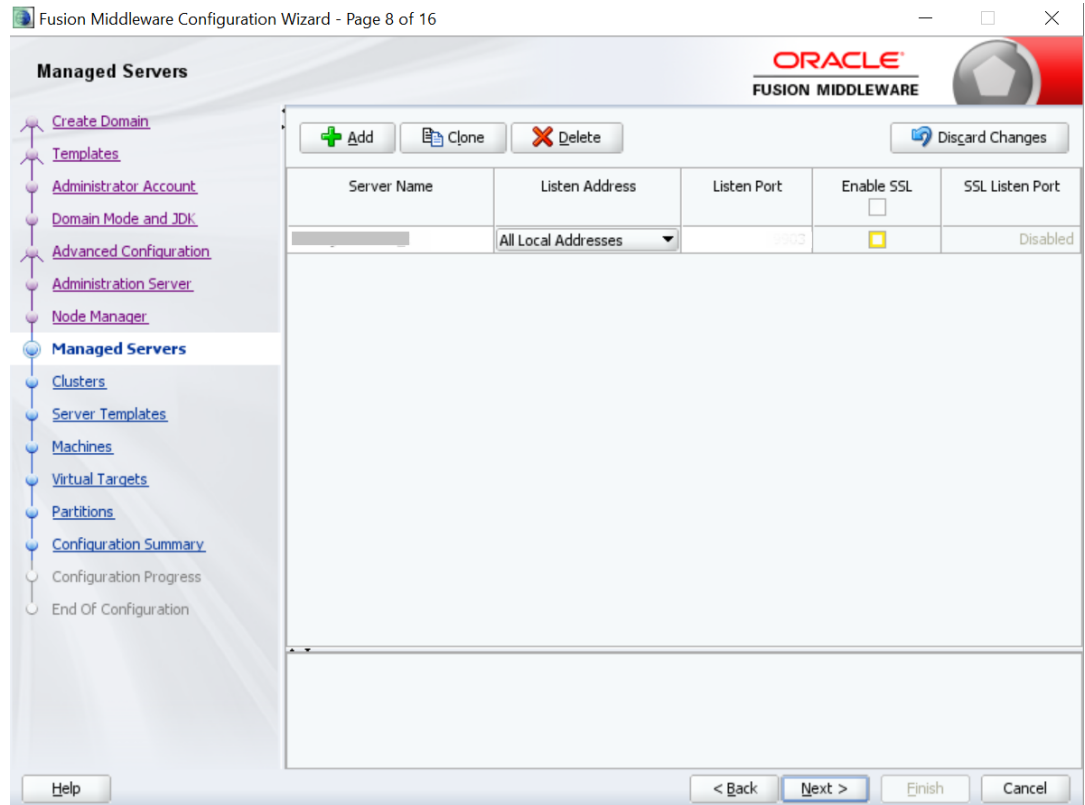 Fusion Middleware Configuration Wizard - Page 8 of 16
Managed Servers
ORACLE
FUSION MIDDLEWARE
Create Domain
Templates
Administrator Account
Domain Mode and JDK
Advanced Configuration
Administration Server
Node Manager
Managed Servers
Clusters
Server Templates
Machines
Virtual Targets
Partitions
Configuration Summary
Configuration Progress
End Of Configuration
Add Clone Delete Discard Changes
Server Name Listen Address Listen Port Enable SSL SSL Listen Port
All Local Addresses Disabled
Help < Back Next > Finish Cancel